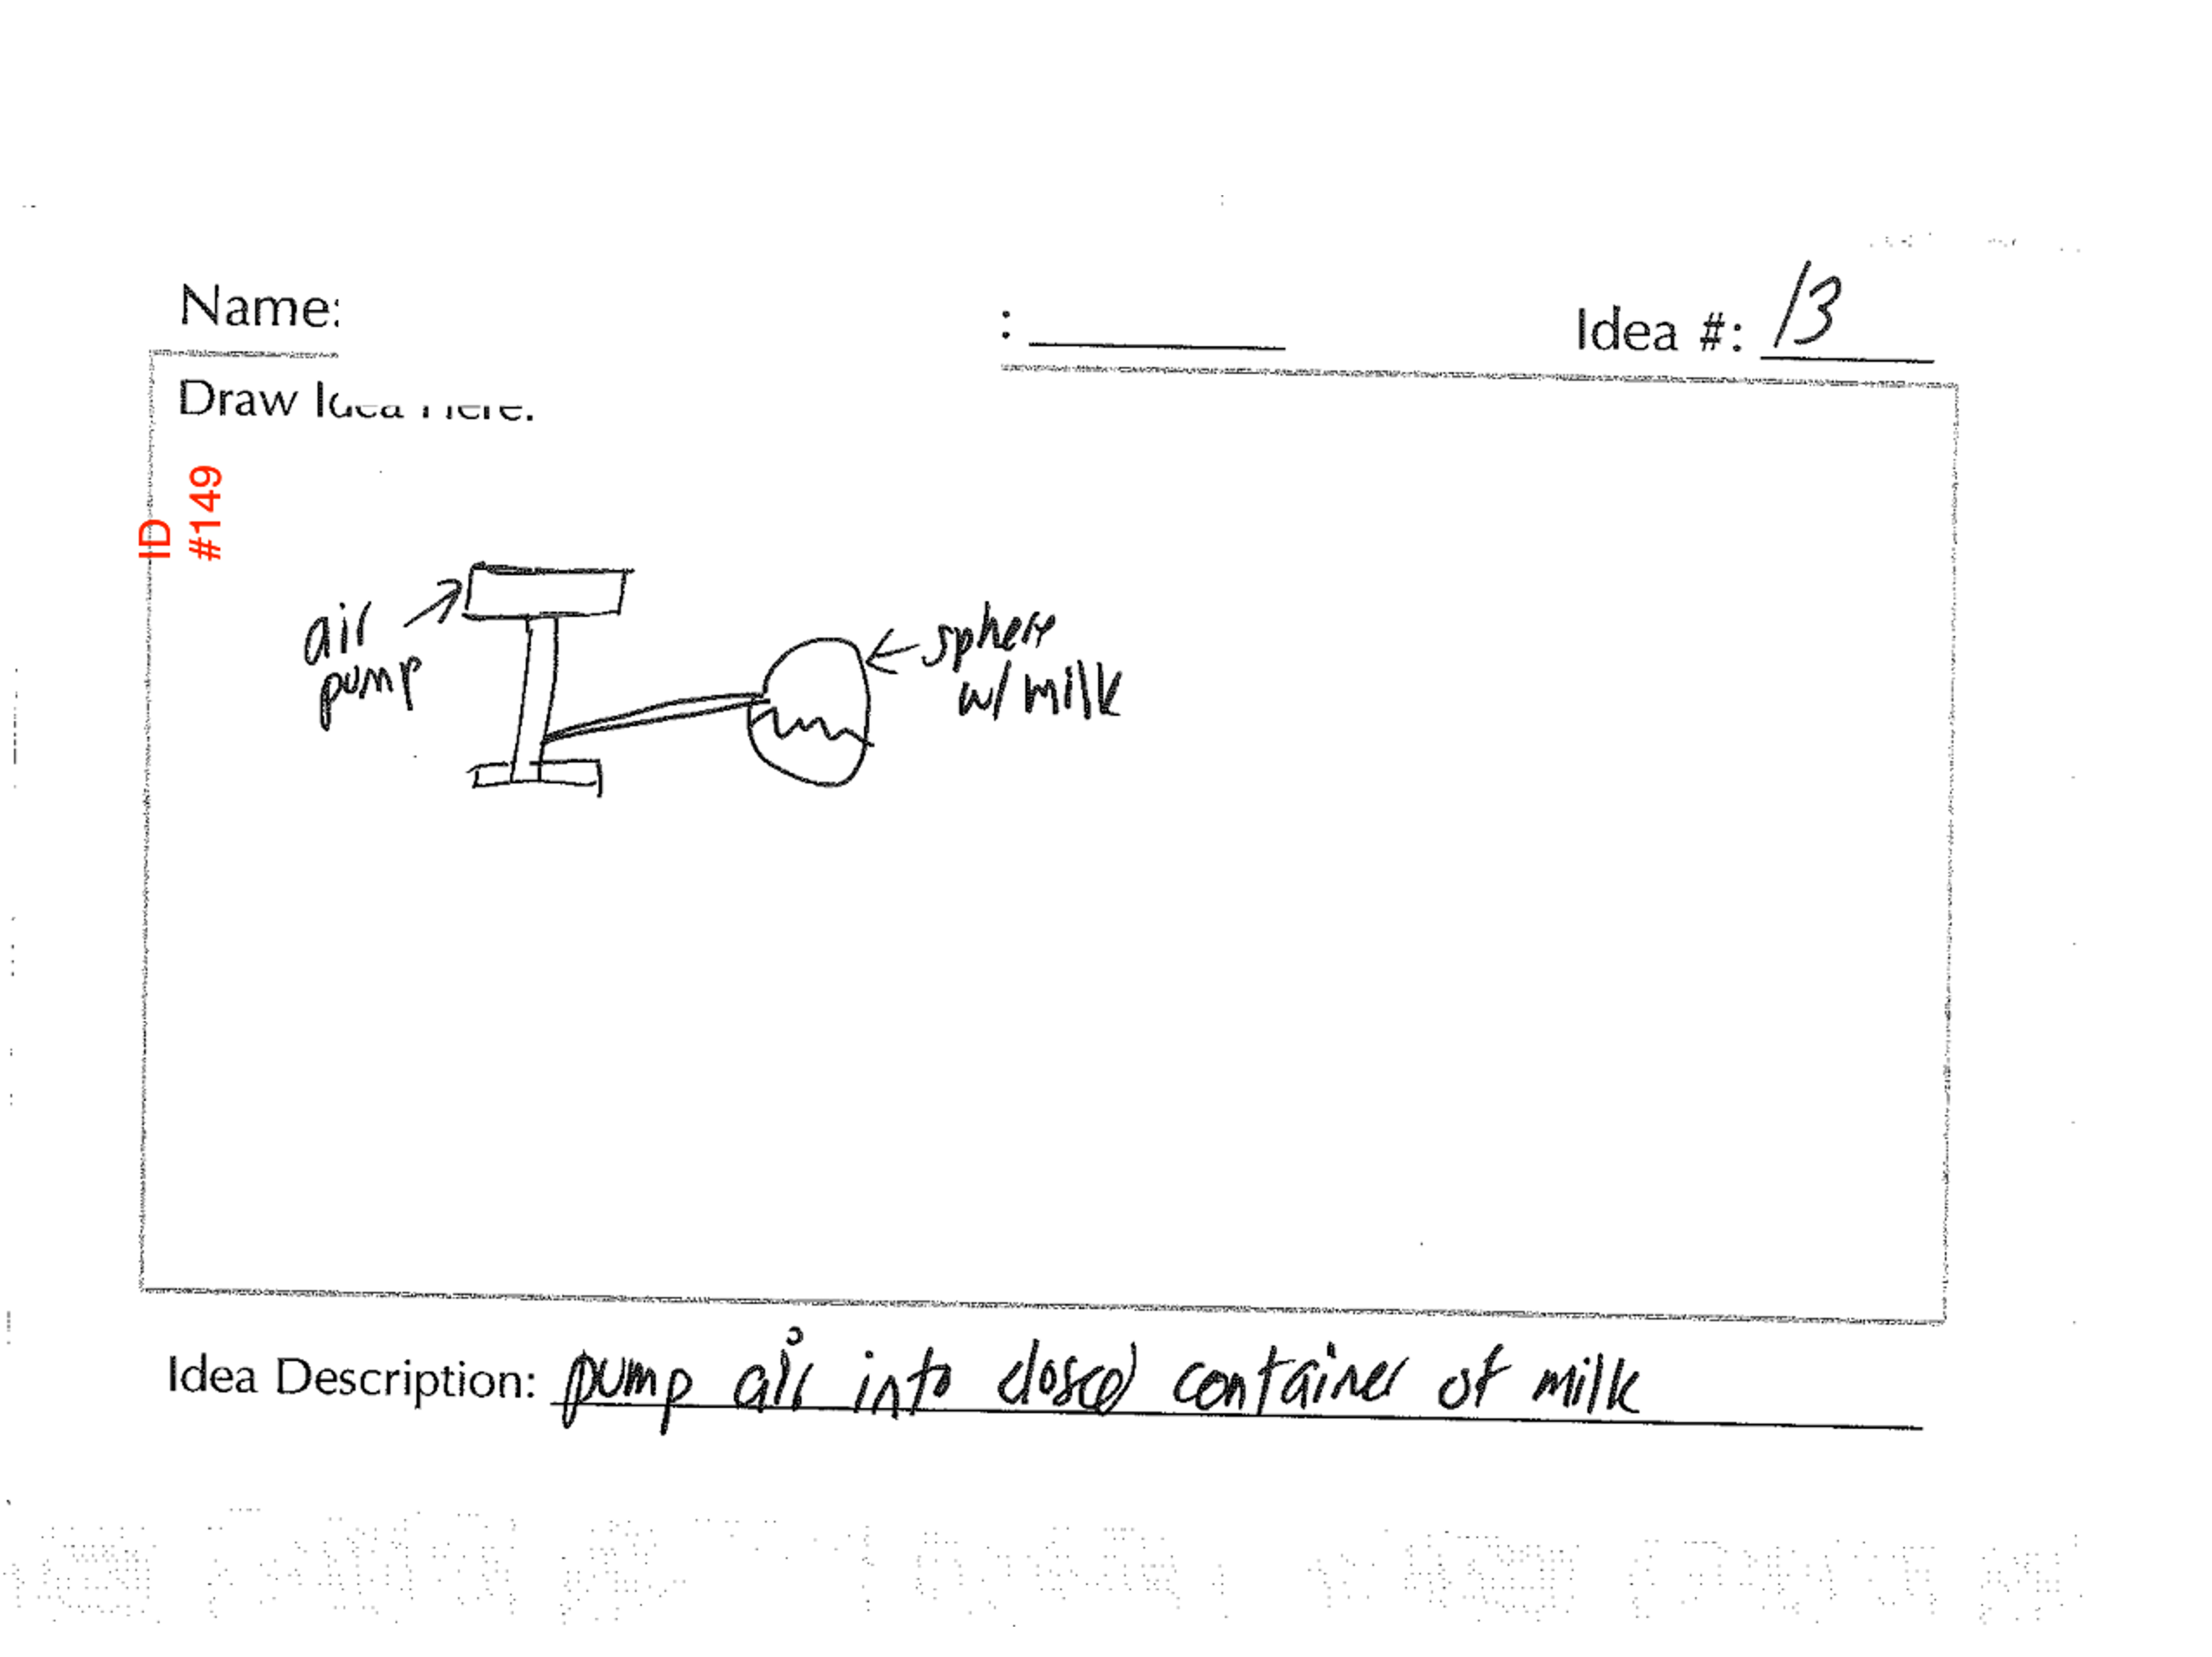 Name:
: 
Idea #: 13
Draw Idea Here:
ID
#149
air
pump
sphere
w/ milk
Idea Description: pump air into closed container of milk